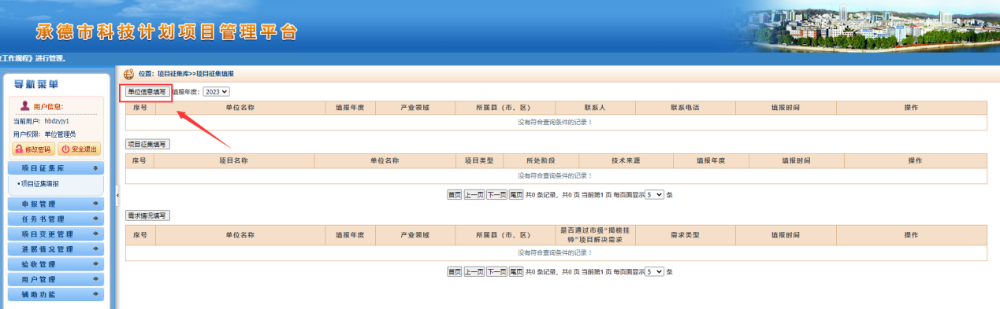 承德市科技计划项目管理平台
工作规程》进行管理。
导航菜单
用户信息：
当前用户： hbdzyjy1
用户权限： 单位管理员
修改密码 安全退出
项目征集库
•项目征集填报
申报管理
任务书管理
项目变更管理
进展情况管理
验收管理
用户管理
辅助功能
位置： 项目征集库>>项目征集填报
单位信息填写 填报年度： 2023
序号 单位名称 填报年度 产业领域 所属县（市、区） 联系人 联系电话 填报时间 操作
没有符合查询条件的记录！
项目征集填写
序号 项目名称 单位名称 项目类型 所处阶段 技术来源 填报年度 填报时间 操作
没有符合查询条件的记录！
首页 上一页 下一页 尾页 共0 条记录，共0 页 当前第1 页 每页面显示 5 条
需求情况填写
序号 单位名称 填报年度 产业领域 所属县（市、区） 是否通过市级“揭榜挂帅”项目解决需求 需求类型 填报时间 操作
没有符合查询条件的记录！
首页 上一页 下一页 尾页 共0 条记录，共0 页 当前第1 页 每页面显示 5 条